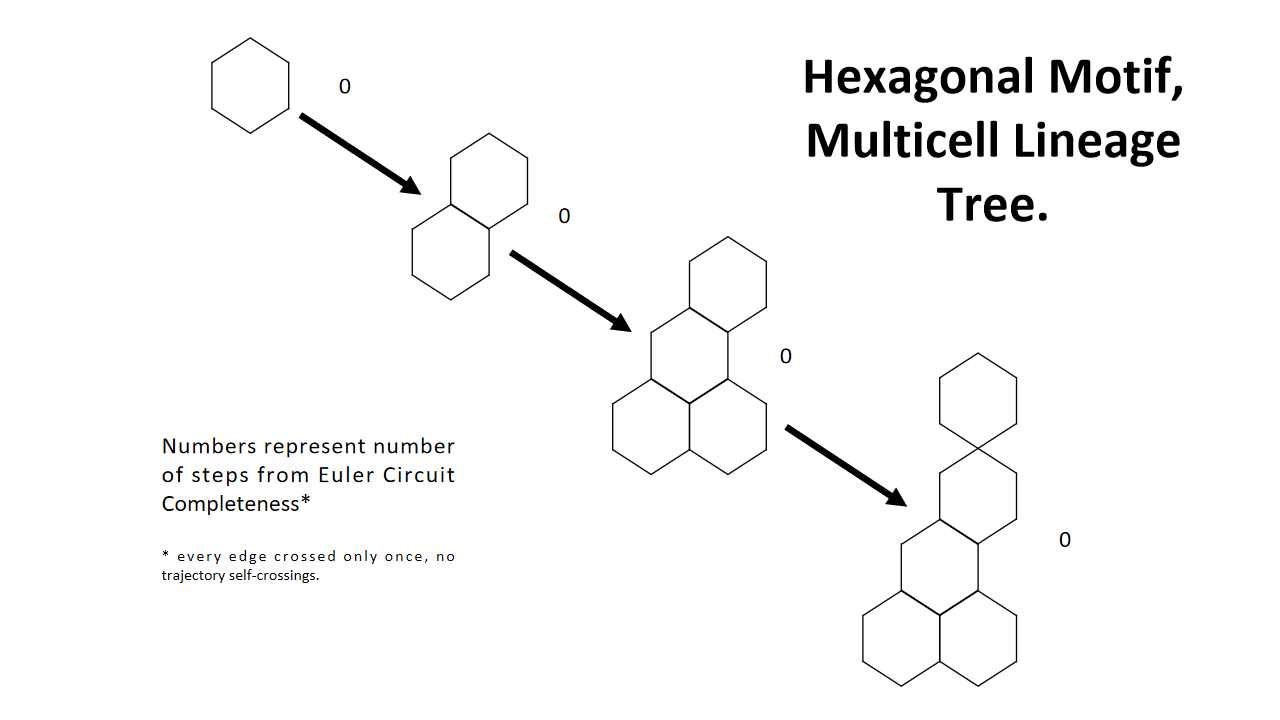 Hexagonal Motif,
Multicell Lineage
Tree.
0
0
0
0
Numbers represent number
of steps from Euler Circuit
Completeness*
* every edge crossed only once, no
trajectory self-crossings.